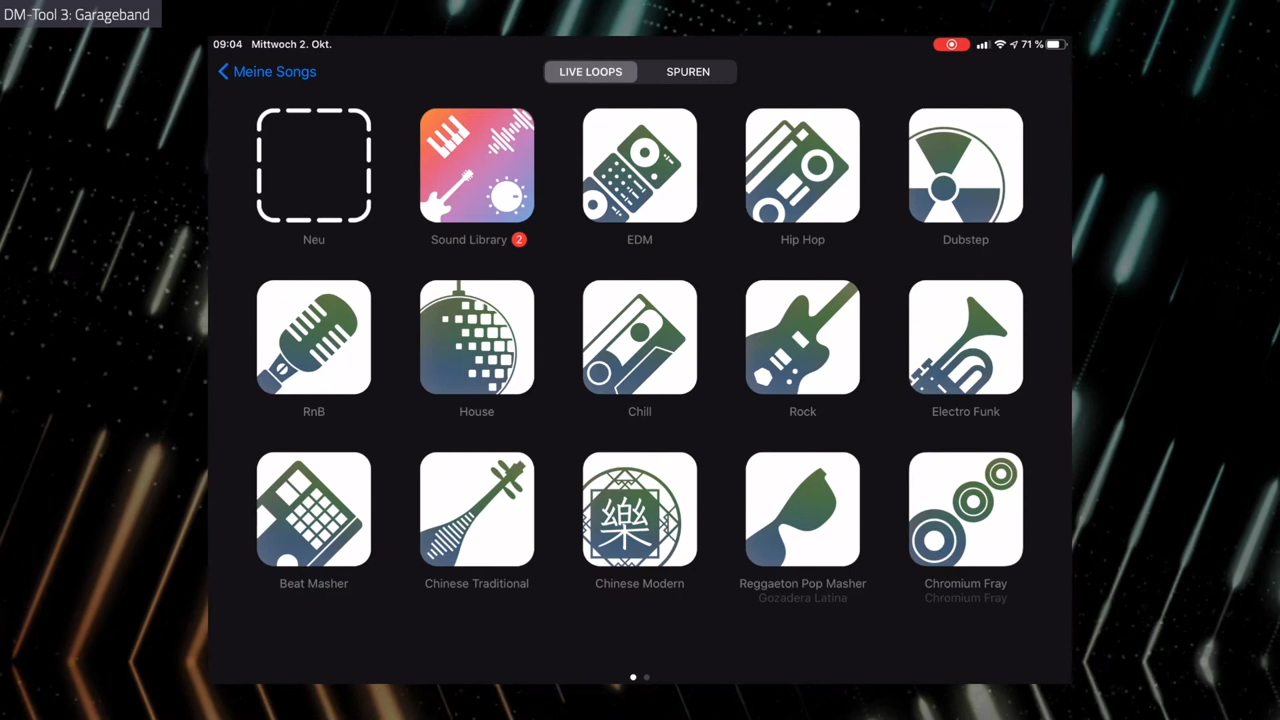 DM-Tool 3: Garageband
09:04 Mittwoch 2. Okt.
71 %
Meine Songs
LIVE LOOPS
SPUREN
Neu
Sound Library 2
EDM
Hip Hop
Dubstep
RnB
House
Chill
Rock
Electro Funk
樂
Beat Masher
Chinese Traditional
Chinese Modern
Reggaeton Pop Masher
Gozadera Latina
Chromium Fray
Chromium Fray